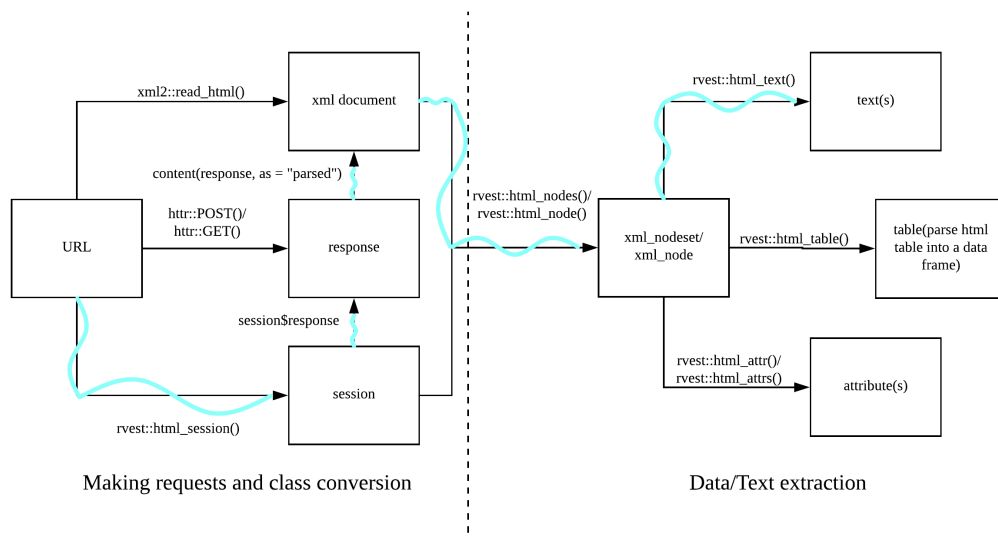 xml2::read_html()
xml document
rvest::html_text()
text(s)
content(response, as = "parsed")
URL
httr::POST()/
httr::GET()
response
rvest::html_nodes()/
rvest::html_node()
xml_nodeset/
xml_node
rvest::html_table()
table(parse html
table into a data
frame)
session$response
session
rvest::html_session()
rvest::html_attr()/
rvest::html_attrs()
attribute(s)
Making requests and class conversion
Data/Text extraction